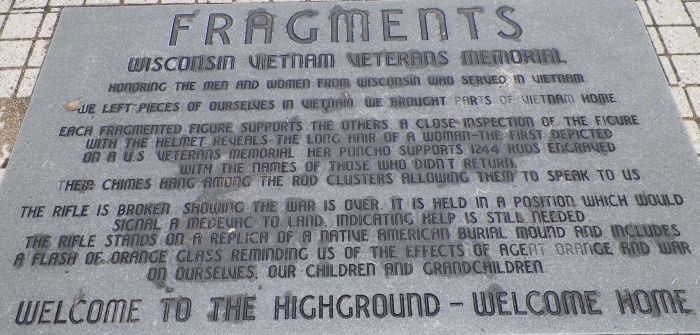 FRAGMENTS
WISCONSIN VIETNAM VETERANS MEMORIAL
HONORING THE MEN AND WOMEN FROM WISCONSIN WHO SERVED IN VIETNAM
WE LEFT PIECES OF OURSELVES IN VIETNAM. WE BROUGHT PARTS OF VIETNAM HOME.
EACH FRAGMENTED FIGURE SUPPORTS THE OTHERS. A CLOSE INSPECTION OF THE FIGURE
WITH THE HELMET REVEALS THE LONG HAIR OF A WOMAN-THE FIRST DEPICTED
ON A U.S. VETERANS MEMORIAL. HER PONCHO SUPPORTS 1244 RODS ENGRAVED
WITH THE NAMES OF THOSE WHO DIDN'T RETURN.
THEIR CHIMES HANG AMONG THE ROD CLUSTERS ALLOWING THEM TO SPEAK TO US.
THE RIFLE IS BROKEN, SHOWING THE WAR IS OVER. IT IS HELD IN A POSITION WHICH WOULD
SIGNAL A MEDEVAC TO LAND, INDICATING HELP IS STILL NEEDED.
THE RIFLE STANDS ON A REPLICA OF A NATIVE AMERICAN BURIAL MOUND AND INCLUDES
A FLASH OF ORANGE GLASS REMINDING US OF THE EFFECTS OF AGENT ORANGE AND WAR
ON OURSELVES, OUR CHILDREN AND GRANDCHILDREN.
WELCOME TO THE HIGHGROUND - WELCOME HOME